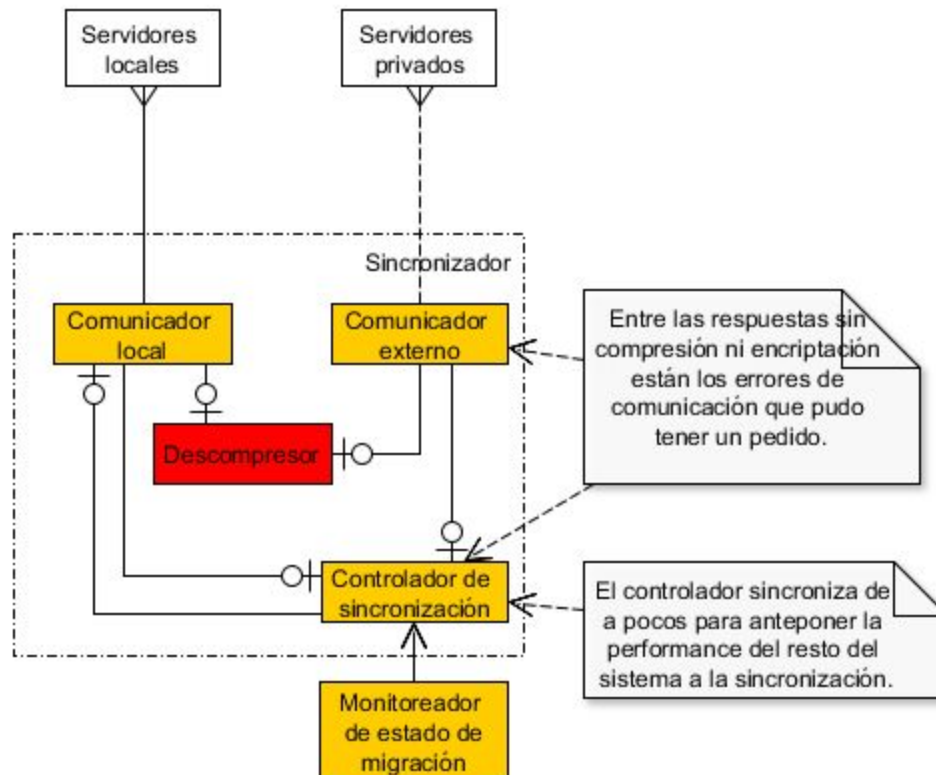 Servidores
locales
Servidores
privados
Sincronizador
Comunicador
local
Comunicador
externo
Entre las respuestas sin
compresión ni encriptación
están los errores de
comunicación que pudo
tener un pedido.
Descompresor
Controlador de
sincronización
El controlador sincroniza de
a pocos para anteponer la
performance del resto del
sistema a la sincronización.
Monitoreador
de estado de
migración